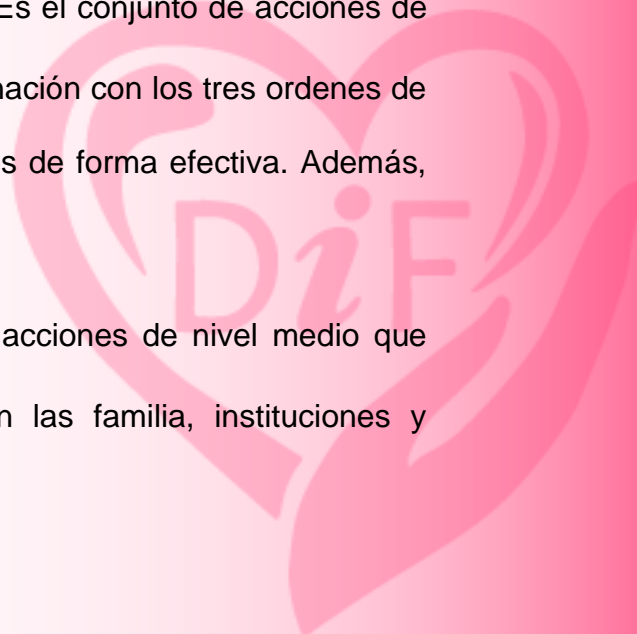 Es el conjunto de acciones de
nación con los tres ordenes de
s de forma efectiva. Además,
DiF
acciones de nivel medio que
n las familia, instituciones y